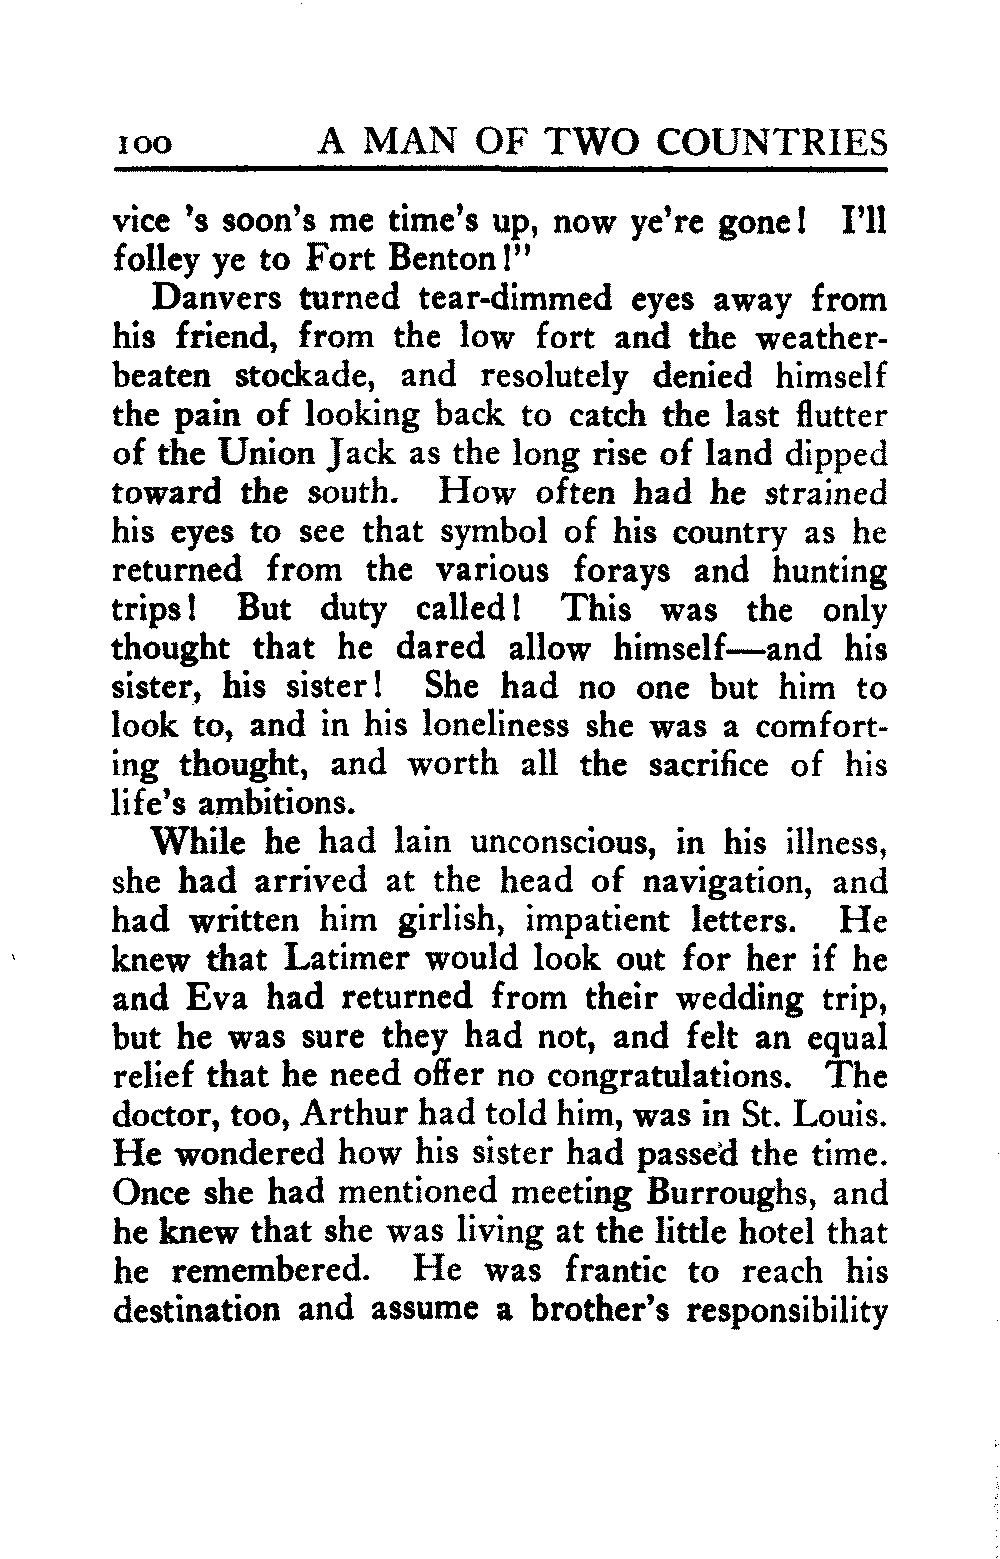 100 A MAN OF TWO COUNTRIES
vice 's soon's me time's up, now ye're gone! I'll
folley ye to Fort Benton!"
Danvers turned tear-dimmed eyes away from
his friend, from the low fort and the weather-
beaten stockade, and resolutely denied himself
the pain of looking back to catch the last flutter
of the Union Jack as the long rise of land dipped
toward the south. How often had he strained
his eyes to see that symbol of his country as he
returned from the various forays and hunting
trips! But duty called! This was the only
thought that he dared allow himself—and his
sister, his sister! She had no one but him to
look to, and in his loneliness she was a comfort-
ing thought, and worth all the sacrifice of his
life's ambitions.
While he had lain unconscious, in his illness,
she had arrived at the head of navigation, and
had written him girlish, impatient letters. He
knew that Latimer would look out for her if he
and Eva had returned from their wedding trip,
but he was sure they had not, and felt an equal
relief that he need offer no congratulations. The
doctor, too, Arthur had told him, was in St. Louis.
He wondered how his sister had passed the time.
Once she had mentioned meeting Burroughs, and
he knew that she was living at the little hotel that
he remembered. He was frantic to reach his
destination and assume a brother's responsibility